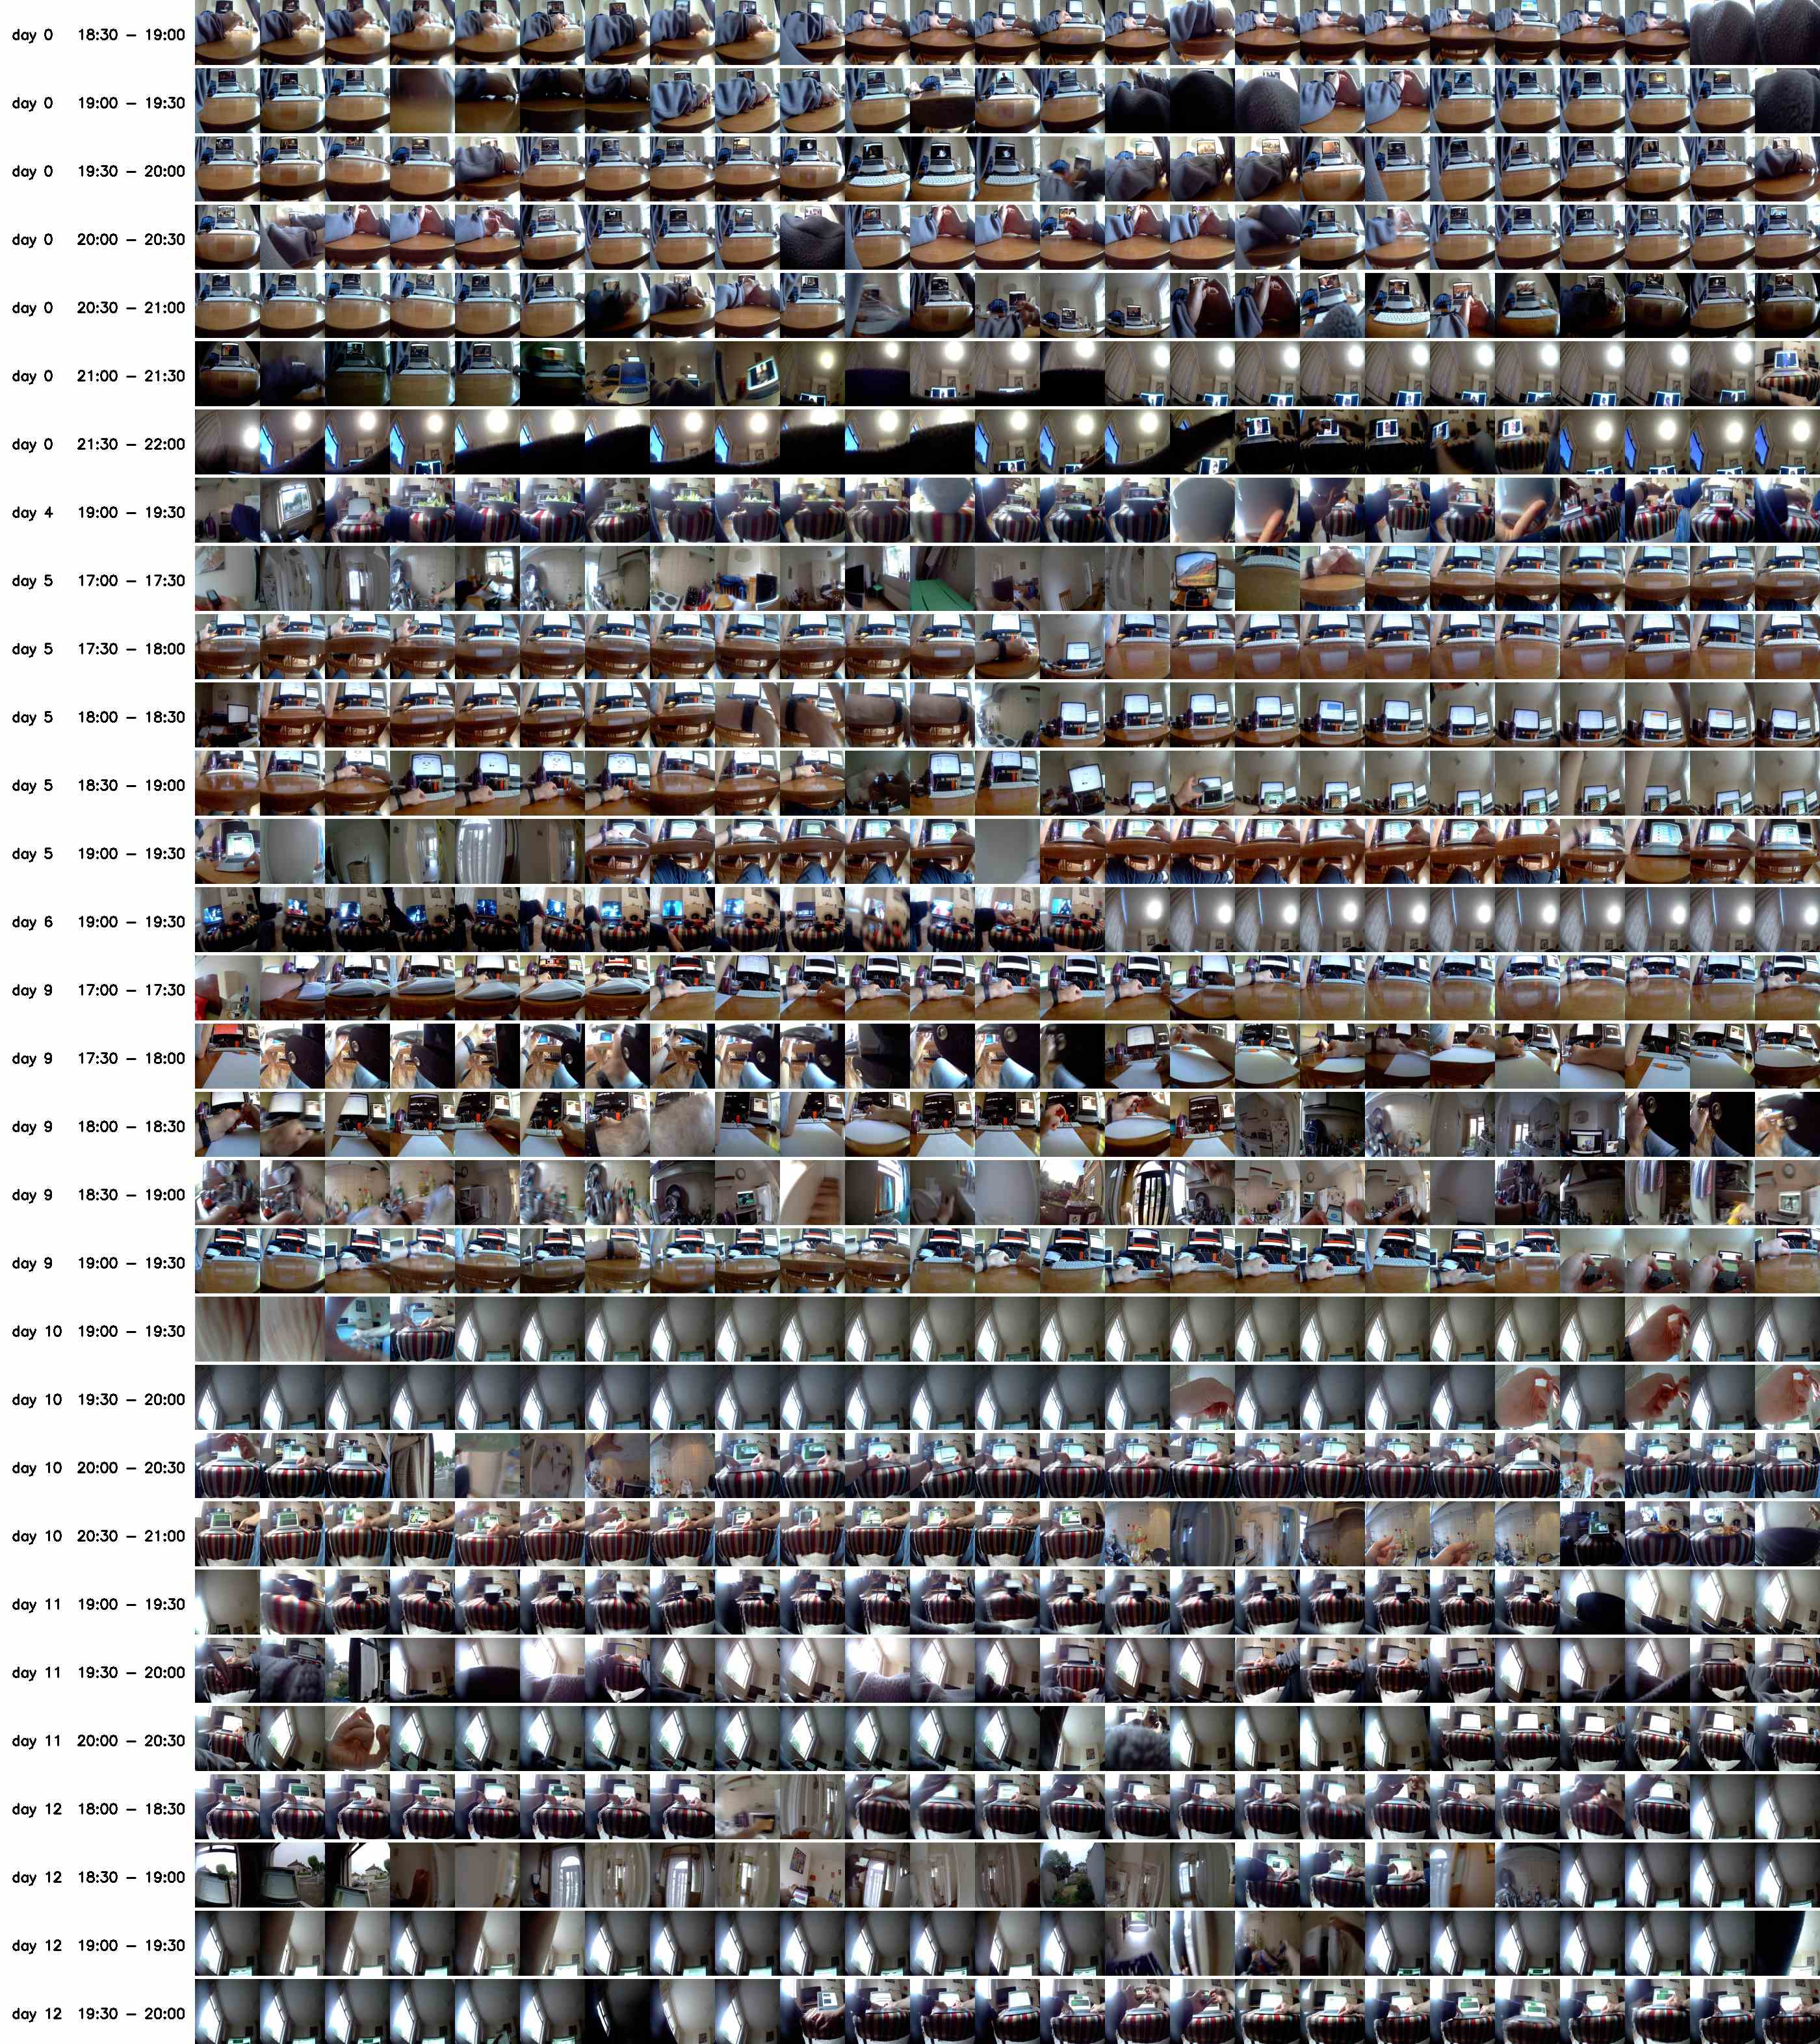 day 0 18:30 - 19:00
day 0 19:00 - 19:30
day 0 19:30 - 20:00
day 0 20:00 - 20:30
day 0 20:30 - 21:00
day 0 21:00 - 21:30
day 0 21:30 - 22:00
day 4 19:00 - 19:30
day 5 17:00 - 17:30
day 5 17:30 - 18:00
day 5 18:00 - 18:30
day 5 18:30 - 19:00
day 5 19:00 - 19:30
day 6 19:00 - 19:30
day 9 17:00 - 17:30
day 9 17:30 - 18:00
day 9 18:00 - 18:30
day 9 18:30 - 19:00
day 9 19:00 - 19:30
day 10 19:00 - 19:30
day 10 19:30 - 20:00
day 10 20:00 - 20:30
day 10 20:30 - 21:00
day 11 19:00 - 19:30
day 11 19:30 - 20:00
day 11 20:00 - 20:30
day 12 18:00 - 18:30
day 12 18:30 - 19:00
day 12 19:00 - 19:30
day 12 19:30 - 20:00